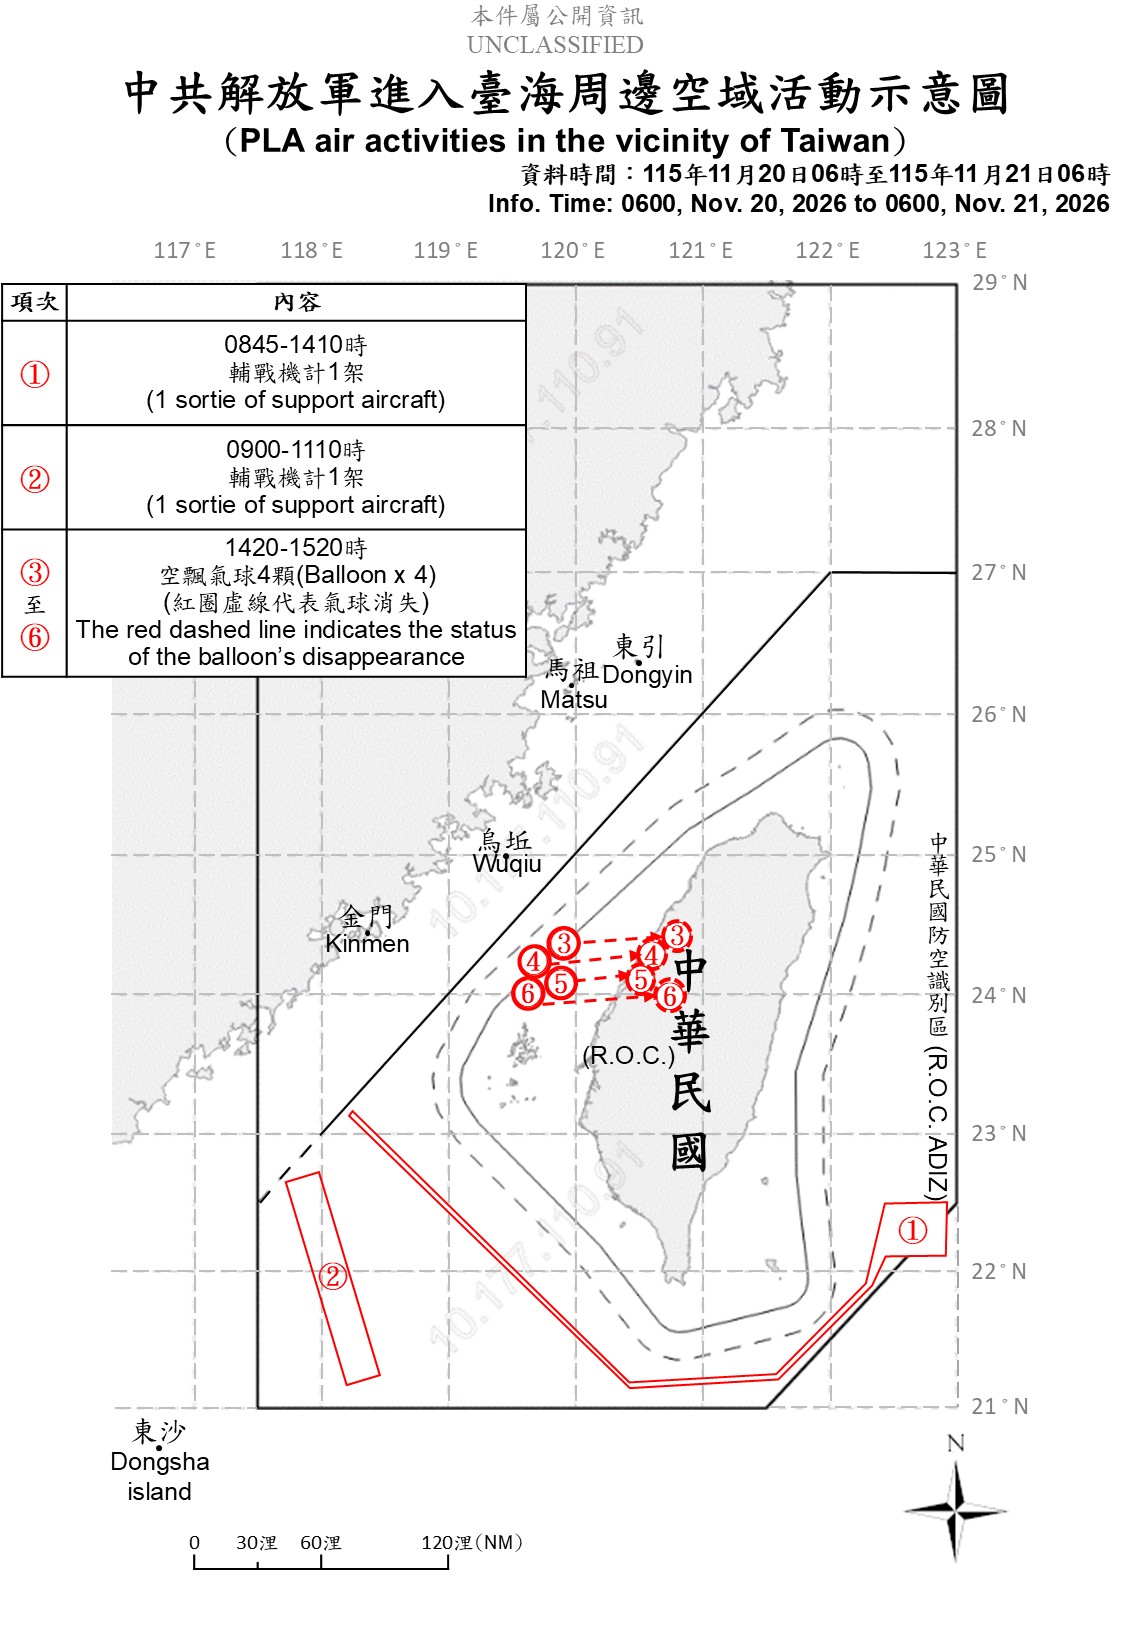 本件屬公開資訊
UNCLASSIFIED
中共解放軍進入臺海周邊空域活動示意圖
(PLA air activities in the vicinity of Taiwan)
資料時間：115年11月20日06時至115年11月21日06時
Info. Time: 0600, Nov. 20, 2026 to 0600, Nov. 21, 2026
117°E 118°E 119°E 120°E 121°E 122°E 123°E
29°N
項次 內容
① 0845-1410時
輔戰機計1架
(1 sortie of support aircraft)
28°N
② 0900-1110時
輔戰機計1架
(1 sortie of support aircraft)
③至⑥ 1420-1520時
空飄氣球4顆(Balloon x 4)
(紅圈虛線代表氣球消失)
The red dashed line indicates the status
of the balloon's disappearance
27°N
東引
Dongyin
馬祖
Matsu
26°N
烏坵
Wuqiu
25°N
金門
Kinmen
③ ③
④ ④
⑤ ⑤
⑥ ⑥
24°N
中華民國
(R.O.C.)
中華民國防空識別區 (R.O.C. ADIZ)
23°N
①
②
22°N
21°N
東沙
Dongsha
island
N
0 30浬 60浬 120浬(NM)
10.177.110.91